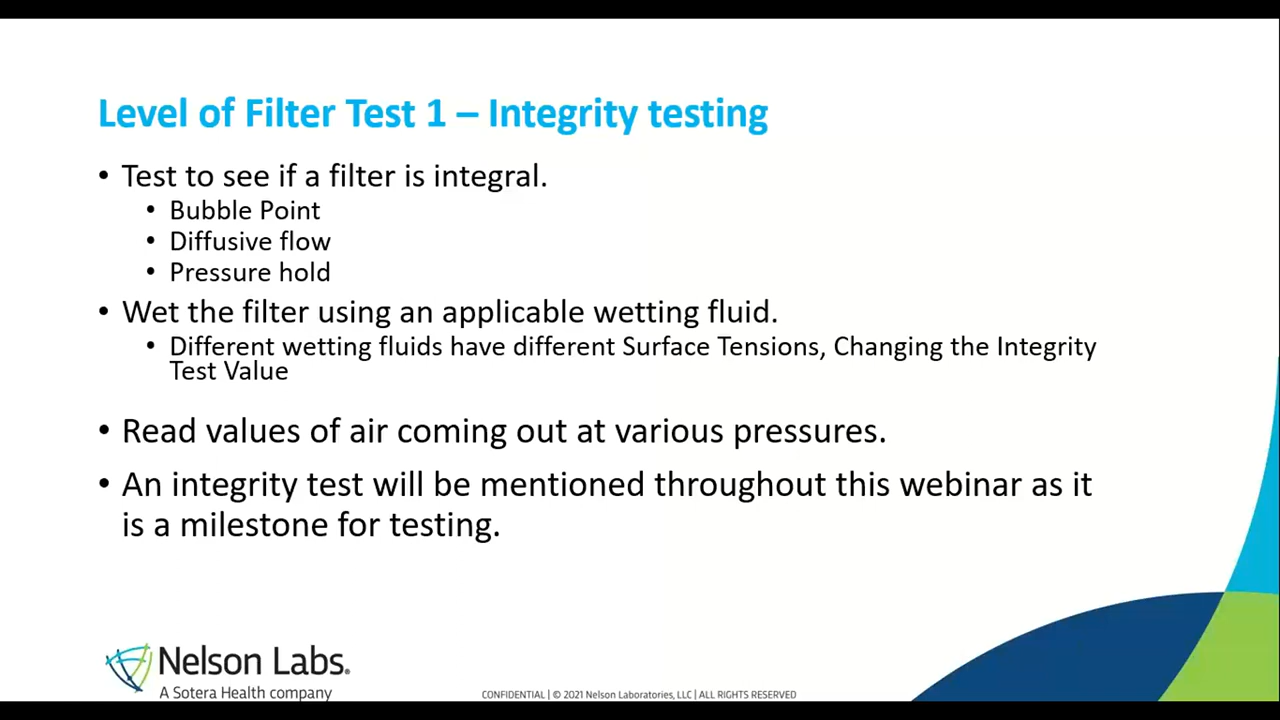 Level of Filter Test 1 – Integrity testing
• Test to see if a filter is integral.
• Bubble Point
• Diffusive flow
• Pressure hold
• Wet the filter using an applicable wetting fluid.
• Different wetting fluids have different Surface Tensions, Changing the Integrity
Test Value
• Read values of air coming out at various pressures.
• An integrity test will be mentioned throughout this webinar as it
is a milestone for testing.
Nelson Labs.
A Sotera Health company
CONFIDENTIAL | © 2021 Nelson Laboratories, LLC | ALL RIGHTS RESERVED